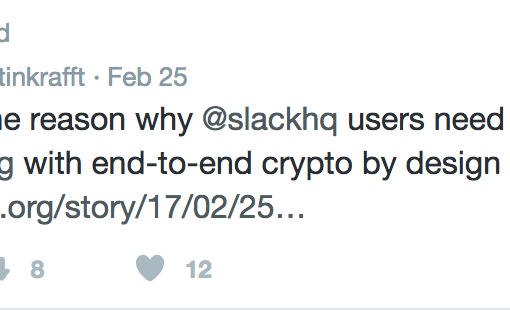 d
tinkrafft · Feb 25
ne reason why @slackhq users need
g with end-to-end crypto by design
.org/story/17/02/25…
8 12